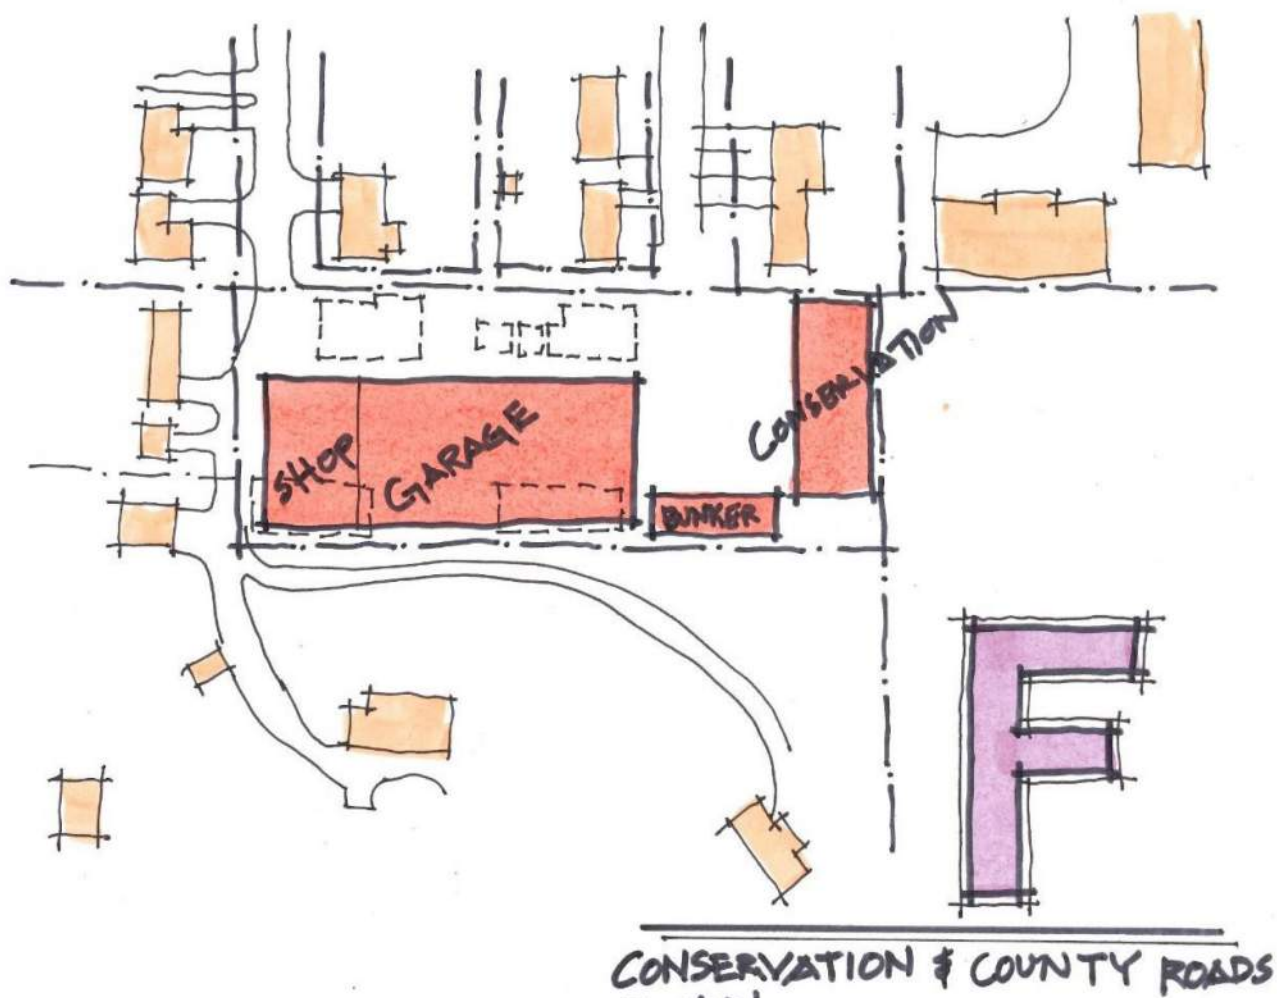 CONSERVATION
SHOP
GARAGE
BUNKER
F
CONSERVATION & COUNTY ROADS